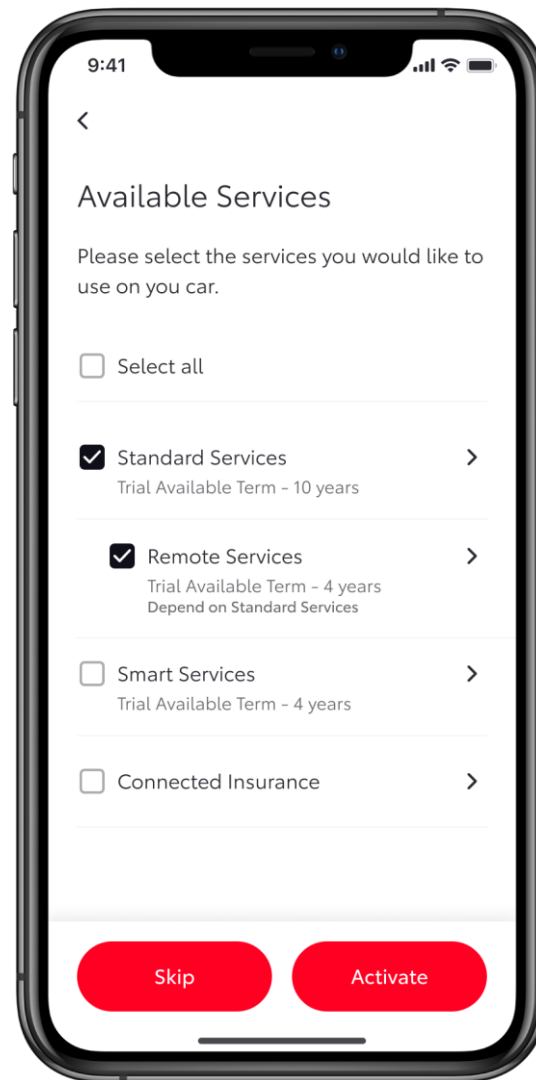 9:41
Available Services
Please select the services you would like to
use on you car.
Select all
Standard Services
Trial Available Term - 10 years
Remote Services
Trial Available Term - 4 years
Depend on Standard Services
Smart Services
Trial Available Term - 4 years
Connected Insurance
Skip Activate